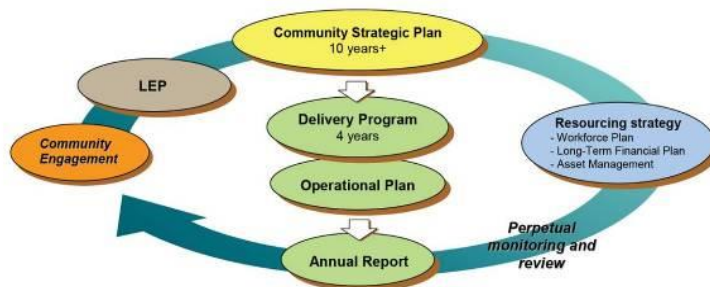 Community Strategic Plan
10 years+
LEP
Community
Engagement
Delivery Program
4 years
Operational Plan
Annual Report
Resourcing strategy
- Workforce Plan
- Long-Term Financial Plan
- Asset Management
Perpetual
monitoring and
review